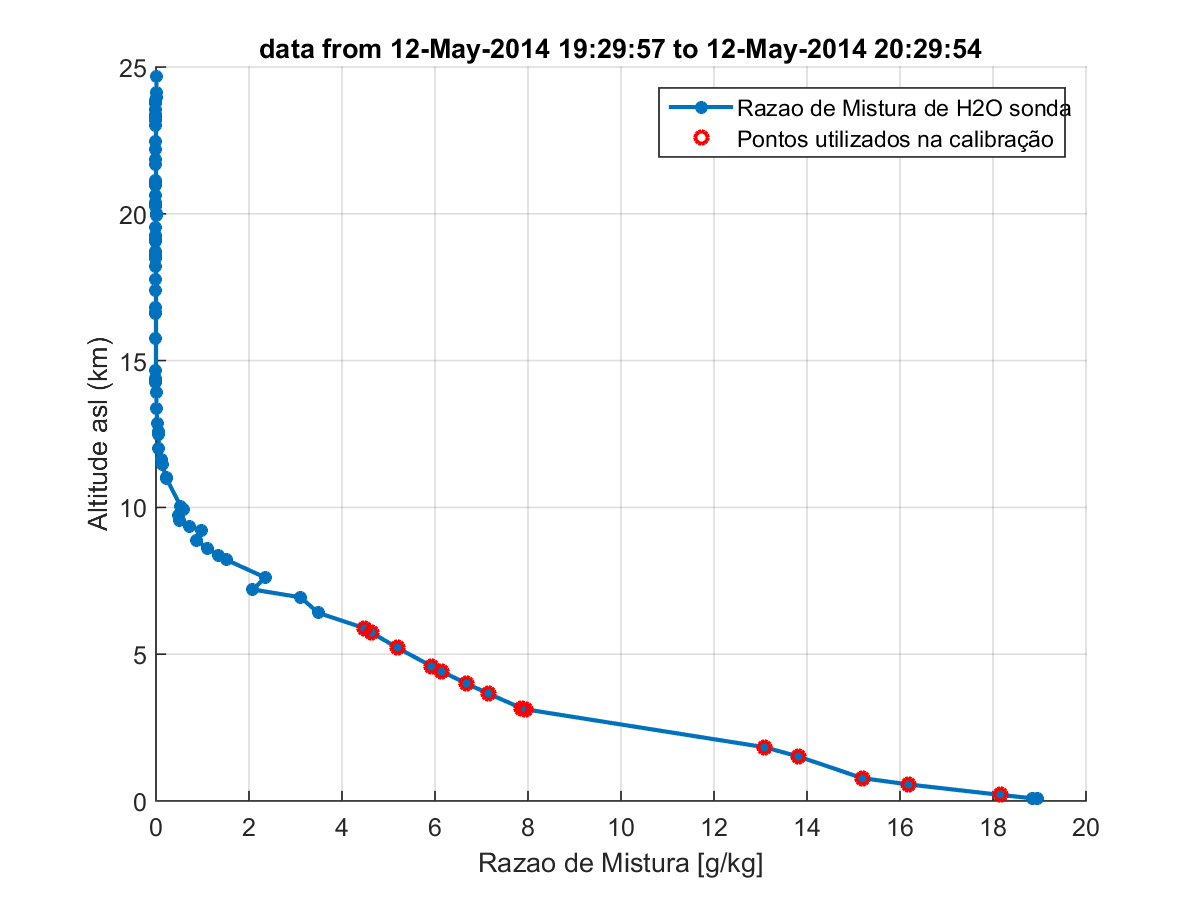 data from 12-May-2014 19:29:57 to 12-May-2014 20:29:54
Razao de Mistura de H2O sonda
Pontos utilizados na calibração
Altitude asl (km)
25
20
15
10
5
0
0 2 4 6 8 10 12 14 16 18 20
Razao de Mistura [g/kg]